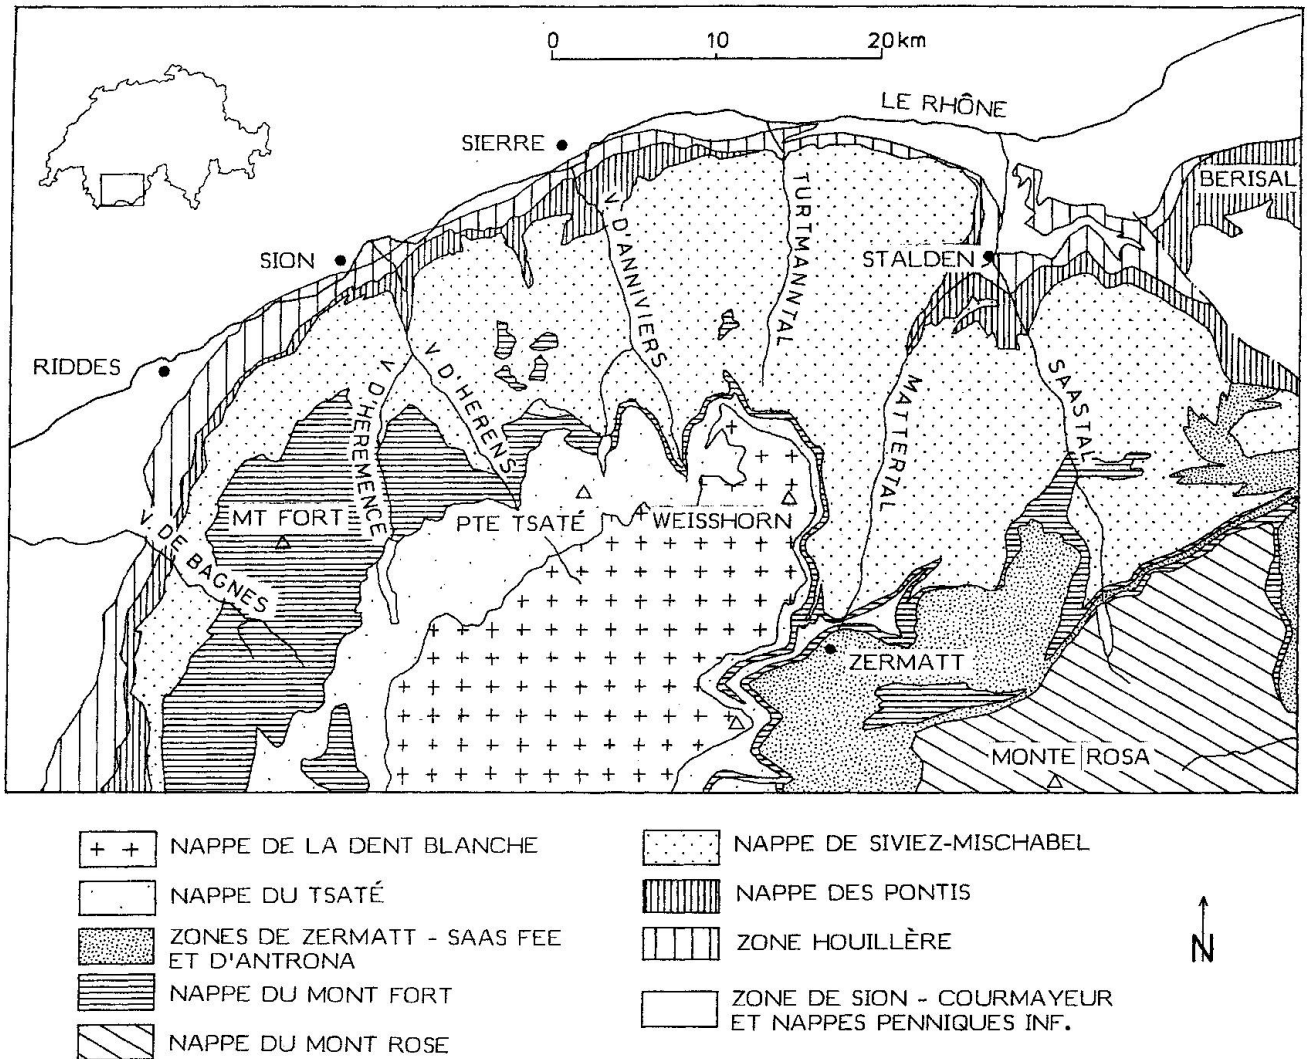 0 10 20 km
LE RHÔNE
SIERRE
BERISAL
TURTMANNTAL
V. D'ANNIVIERS
SION
STALDEN
RIDDES
V. D'HÉREMENCE
V. D'HERENS
MATTERTAL
SAASTAL
MT FORT
PTE TSATÉ
WEISSHORN
V. DE BAGNES
ZERMATT
MONTE ROSA
NAPPE DE LA DENT BLANCHE
NAPPE DU TSATÉ
ZONES DE ZERMATT - SAAS FEE
ET D'ANTRONA
NAPPE DU MONT FORT
NAPPE DU MONT ROSE
NAPPE DE SIVIEZ-MISCHABEL
NAPPE DES PONTIS
ZONE HOUILLÈRE
ZONE DE SION - COURMAYEUR
ET NAPPES PENNIQUES INF.
N